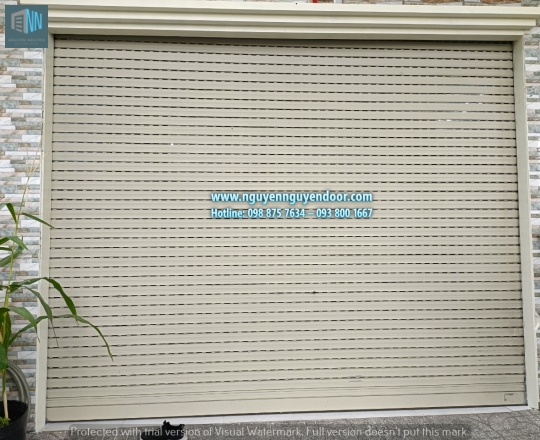 NN
www.nguyennguyendoor.com
Hotline: 098 875 7634 - 093 800 1667
Protected with trial version of Visual Watermark. Full version doesn't put this mark.